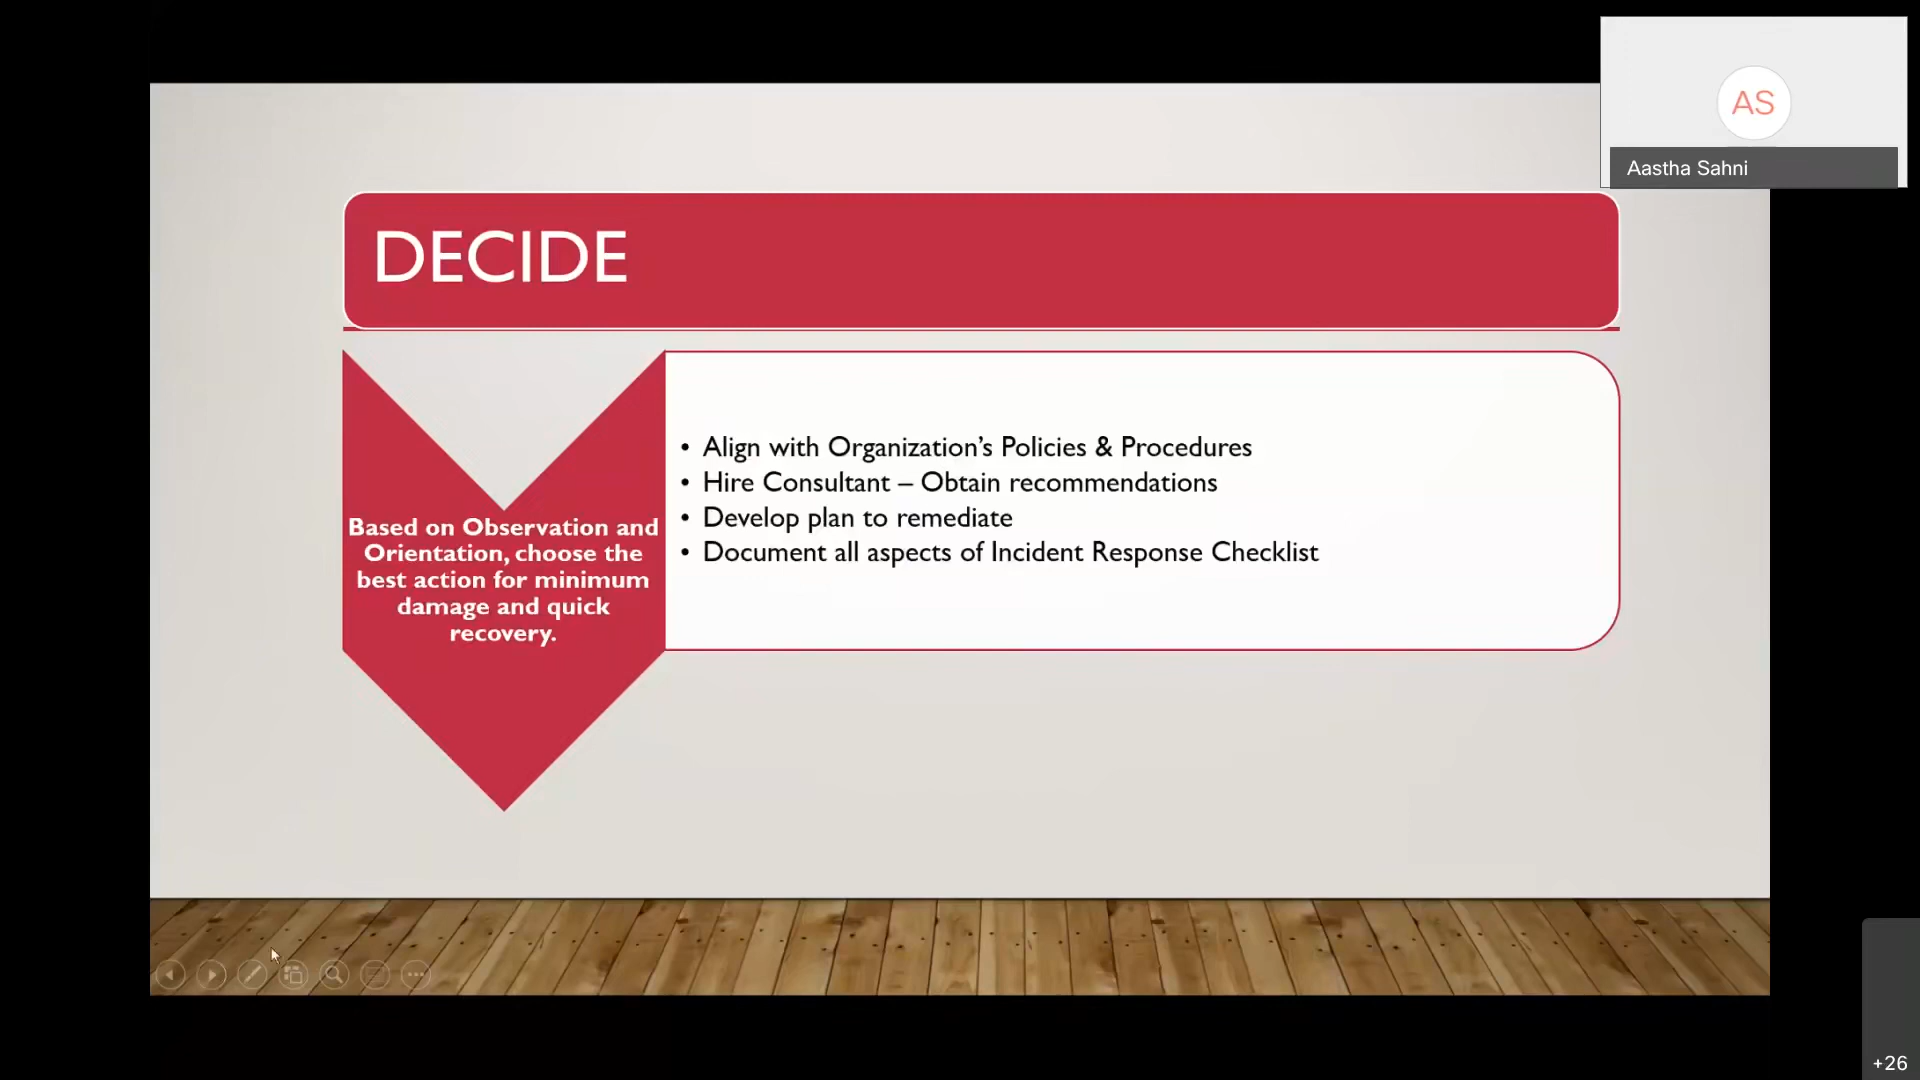 AS
Aastha Sahni
DECIDE
Based on Observation and
Orientation, choose the
best action for minimum
damage and quick
recovery.
• Align with Organization’s Policies & Procedures
• Hire Consultant – Obtain recommendations
• Develop plan to remediate
• Document all aspects of Incident Response Checklist
+26